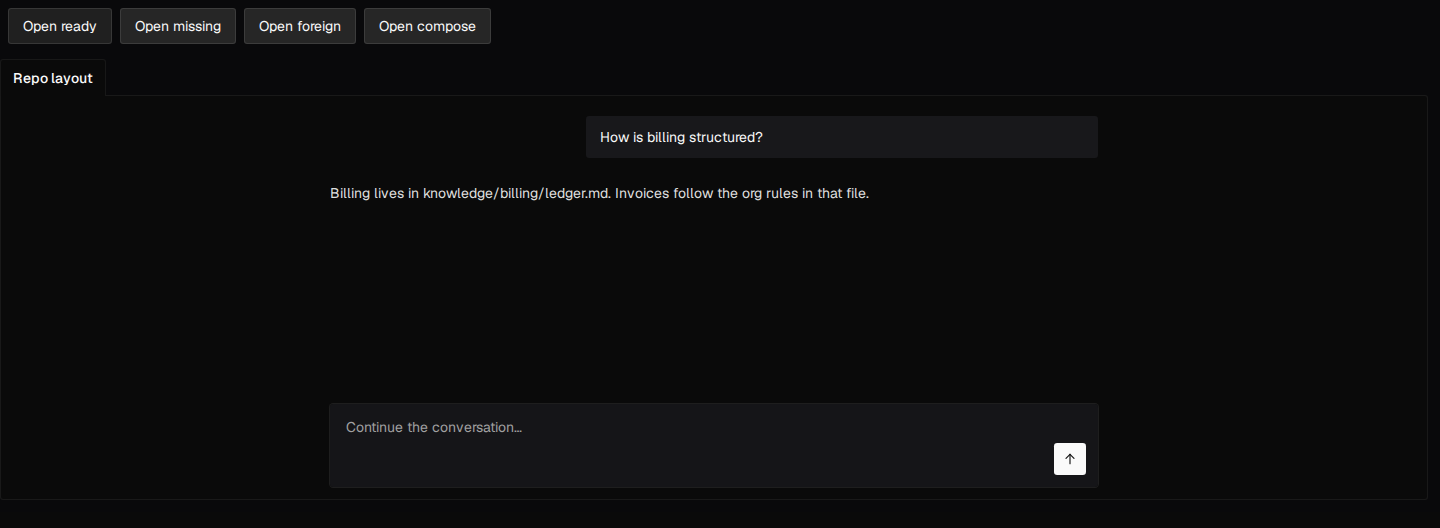 Open ready
Open missing
Open foreign
Open compose
Repo layout
How is billing structured?
Billing lives in knowledge/billing/ledger.md. Invoices follow the org rules in that file.
Continue the conversation…